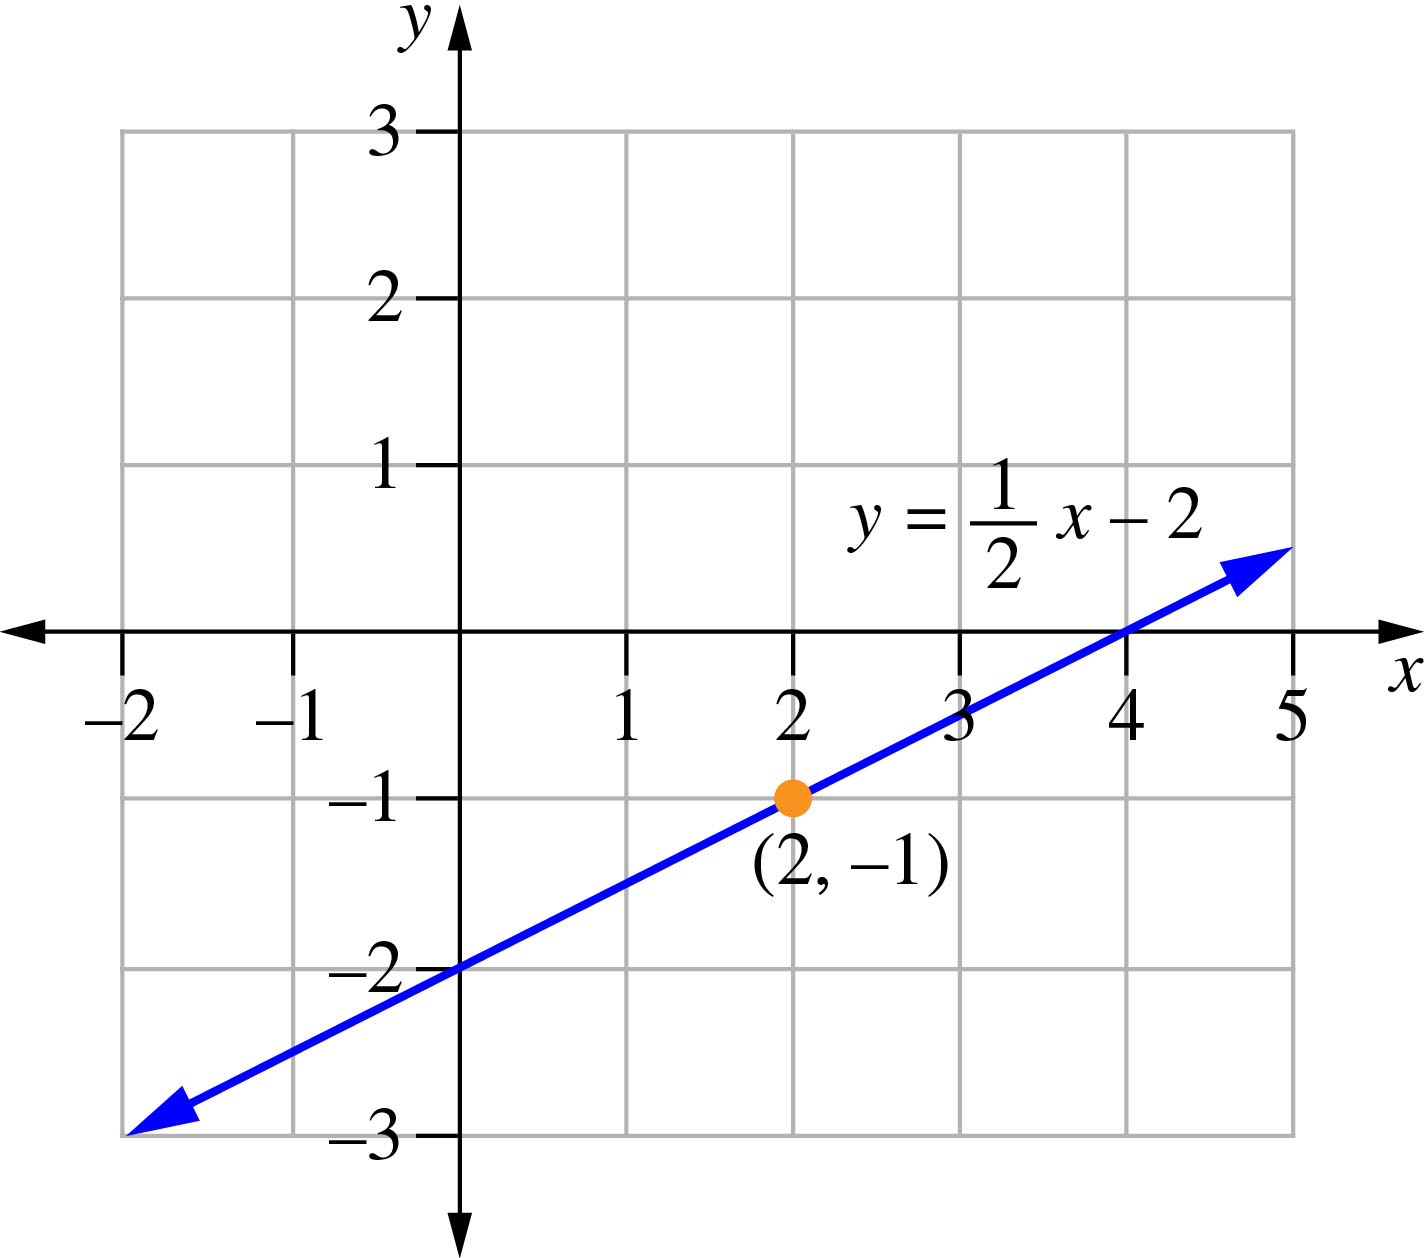 y
3
2
1
y = 1/2 x – 2
x
–2 –1 1 2 3 4 5
–1
(2, –1)
–2
–3